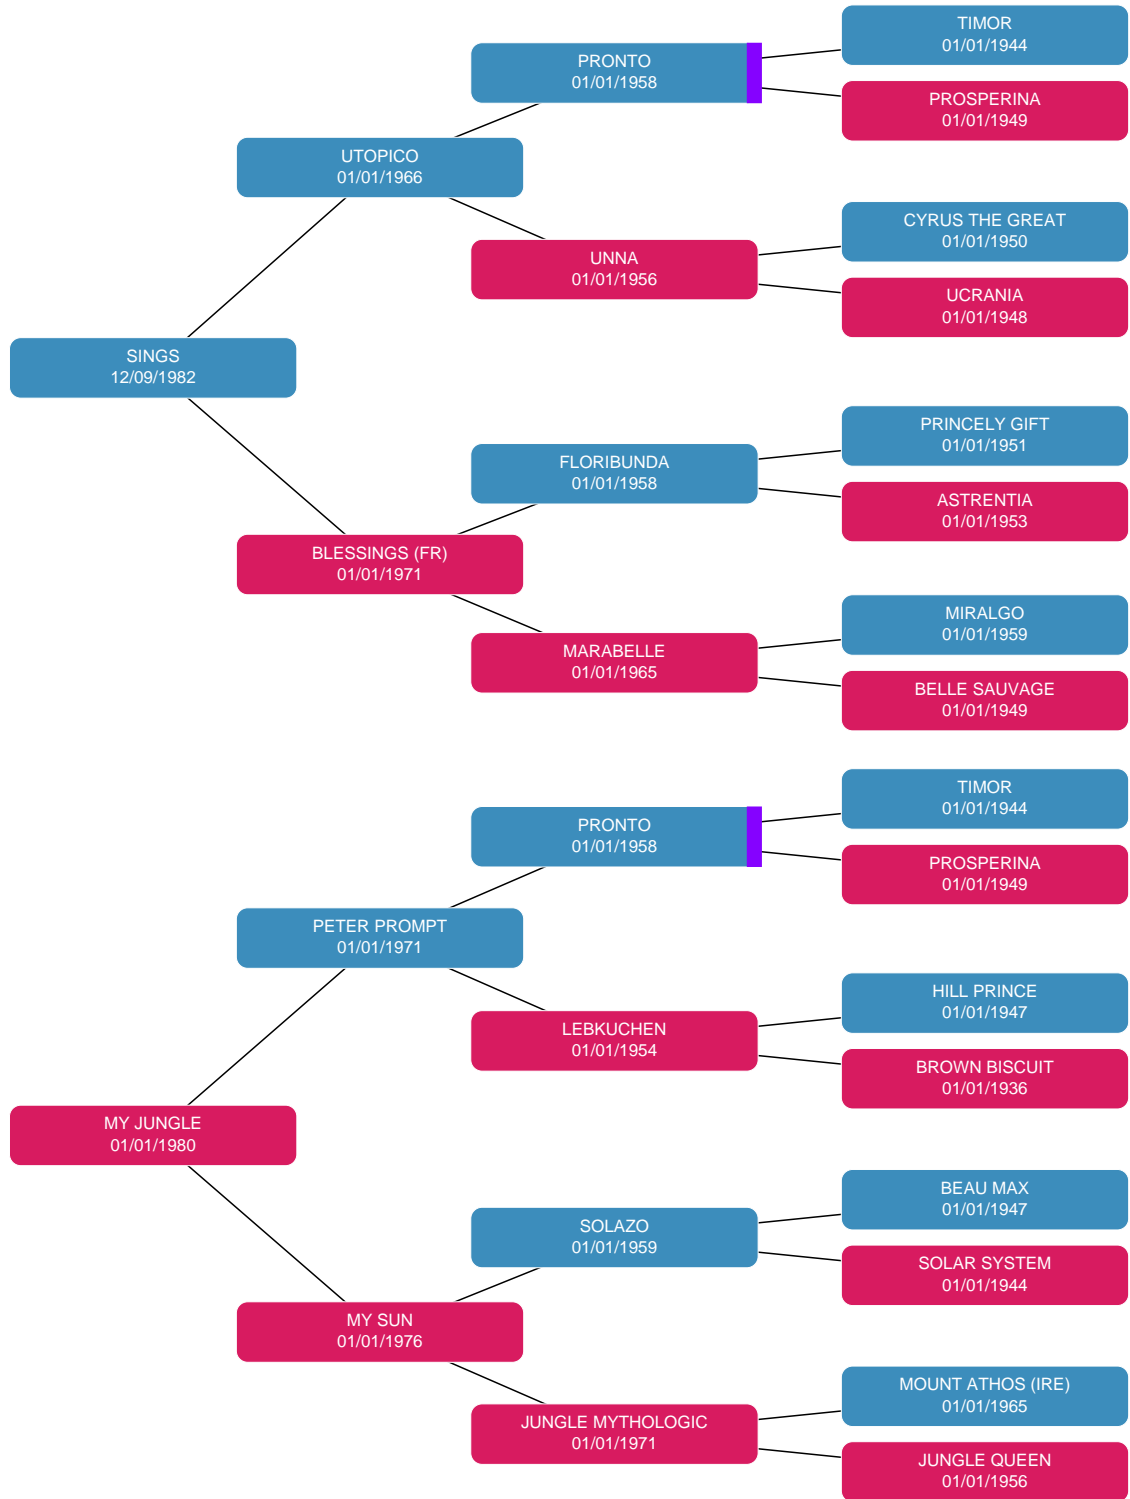 TIMOR
01/01/1944
PRONTO
01/01/1958
PROSPERINA
01/01/1949
UTOPICO
01/01/1966
CYRUS THE GREAT
01/01/1950
UNNA
01/01/1956
UCRANIA
01/01/1948
SINGS
12/09/1982
PRINCELY GIFT
01/01/1951
FLORIBUNDA
01/01/1958
ASTRENTIA
01/01/1953
BLESSINGS (FR)
01/01/1971
MIRALGO
01/01/1959
MARABELLE
01/01/1965
BELLE SAUVAGE
01/01/1949
TIMOR
01/01/1944
PRONTO
01/01/1958
PROSPERINA
01/01/1949
PETER PROMPT
01/01/1971
HILL PRINCE
01/01/1947
LEBKUCHEN
01/01/1954
BROWN BISCUIT
01/01/1936
MY JUNGLE
01/01/1980
BEAU MAX
01/01/1947
SOLAZO
01/01/1959
SOLAR SYSTEM
01/01/1944
MY SUN
01/01/1976
MOUNT ATHOS (IRE)
01/01/1965
JUNGLE MYTHOLOGIC
01/01/1971
JUNGLE QUEEN
01/01/1956